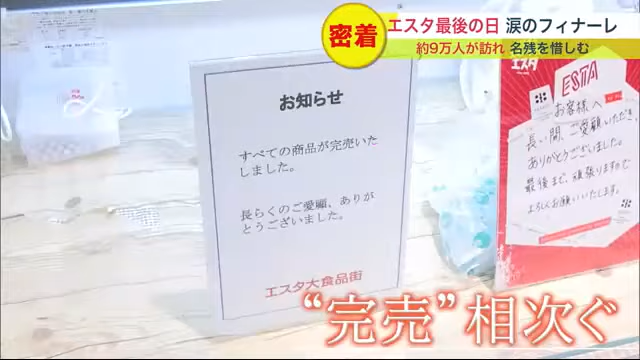 密着
エスタ最後の日 涙のフィナーレ
約9万人が訪れ 名残を惜しむ
お知らせ
すべての商品が完売いた
しました。
長らくのご愛顧、ありが
とうございました。
エスタ大食品街
エスタ
ESTA
お客様へ
長い間、ご愛顧いただき、
ありがとうございました。
最後まで、頑張りますので
よろしくお願いいたします。
“完売”相次ぐ